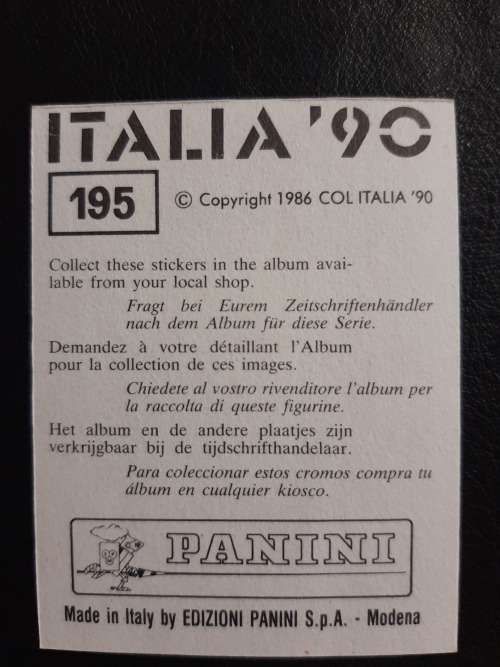 ITALIA '90
195
© Copyright 1986 COL ITALIA '90
Collect these stickers in the album avai-
lable from your local shop.
Fragt bei Eurem Zeitschriftenhändler
nach dem Album für diese Serie.
Demandez à votre détaillant l'Album
pour la collection de ces images.
Chiedete al vostro rivenditore l'album per
la raccolta di queste figurine.
Het album en de andere plaatjes zijn
verkrijgbaar bij de tijdschrifthandelaar.
Para coleccionar estos cromos compra tu
álbum en cualquier kiosco.
PANINI
Made in Italy by EDIZIONI PANINI S.p.A. - Modena